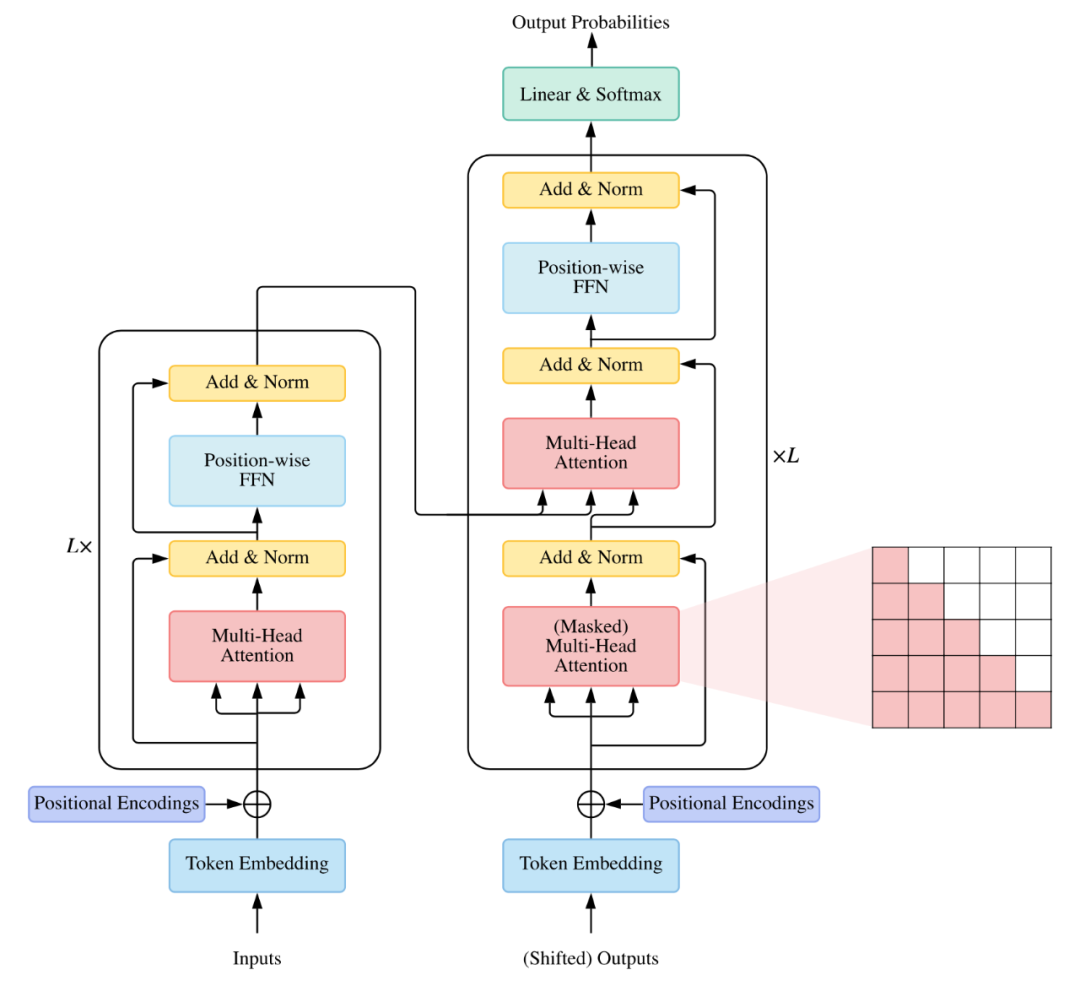 Output Probabilities
Linear & Softmax
Add & Norm
Position-wise
FFN
Add & Norm
Multi-Head
Attention
×L
Add & Norm
(Masked)
Multi-Head
Attention
Positional Encodings
Token Embedding
(Shifted) Outputs
Add & Norm
Position-wise
FFN
L×
Add & Norm
Multi-Head
Attention
Positional Encodings
Token Embedding
Inputs